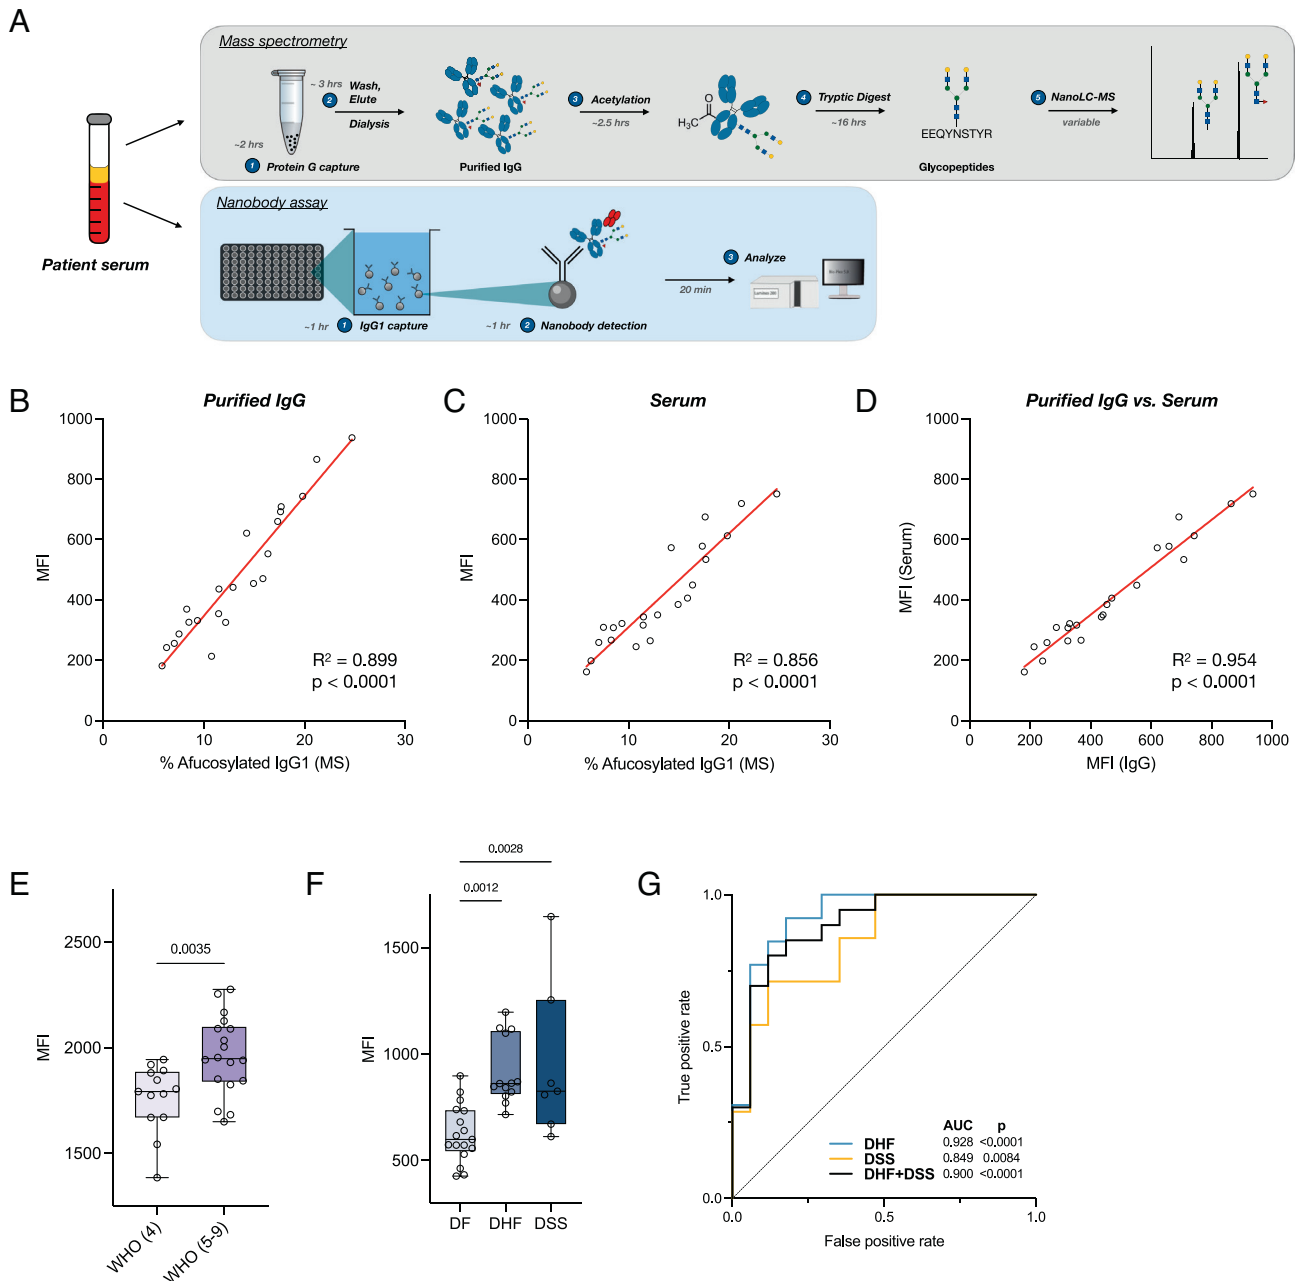 A
Mass spectrometry
~ 3 hrs
Wash,
2
Elute
Dialysis
~2 hrs
1 Protein G capture
Purified IgG
3 Acetylation
~2.5 hrs
O
H₃C
4 Tryptic Digest
~16 hrs
EEQYNSTYR
Glycopeptides
5 NanoLC-MS
variable
Patient serum
Nanobody assay
~1 hr 1 IgG1 capture
~1 hr 2 Nanobody detection
20 min
3 Analyze
B
Purified IgG
MFI
1000
800
600
400
200
0
0 10 20 30
% Afucosylated IgG1 (MS)
R² = 0.899
p < 0.0001
C
Serum
MFI
1000
800
600
400
200
0
0 10 20 30
% Afucosylated IgG1 (MS)
R² = 0.856
p < 0.0001
D
Purified IgG vs. Serum
MFI (Serum)
1000
800
600
400
200
0
200 400 600 800 1000
MFI (IgG)
R² = 0.954
p < 0.0001
E
MFI
2500
2000
1500
0.0035
WHO (4)
WHO (5-9)
F
MFI
1500
1000
500
0.0028
0.0012
DF DHF DSS
G
True positive rate
1.0
0.5
0.0
0.0 0.5 1.0
False positive rate
AUC p
DHF 0.928 <0.0001
DSS 0.849 0.0084
DHF+DSS 0.900 <0.0001